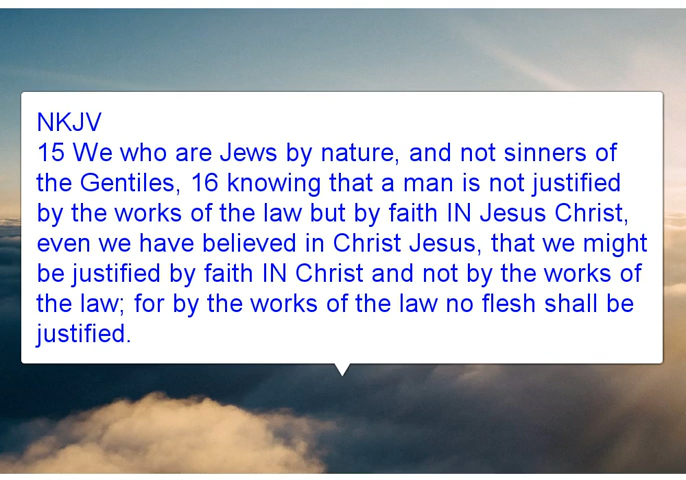 NKJV
15 We who are Jews by nature, and not sinners of
the Gentiles, 16 knowing that a man is not justified
by the works of the law but by faith IN Jesus Christ,
even we have believed in Christ Jesus, that we might
be justified by faith IN Christ and not by the works of
the law; for by the works of the law no flesh shall be
justified.